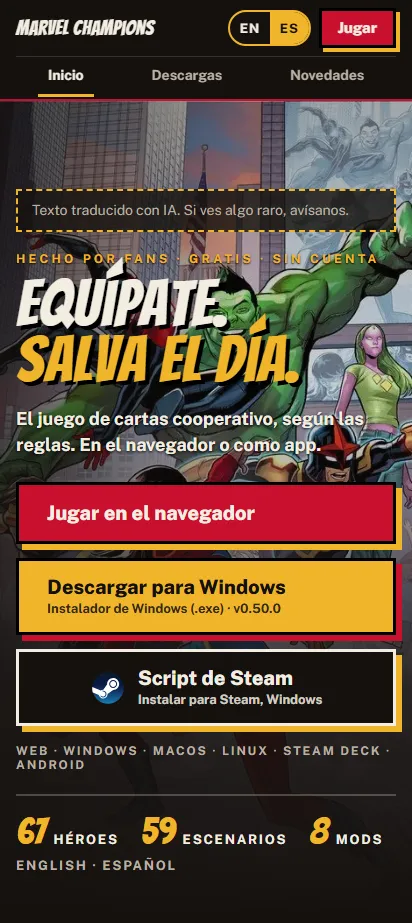 MARVEL CHAMPIONS
EN ES
Jugar
Inicio Descargas Novedades
Texto traducido con IA. Si ves algo raro, avísanos.
HECHO POR FANS · GRATIS · SIN CUENTA
EQUÍPATE.
SALVA EL DÍA.
El juego de cartas cooperativo, según las
reglas. En el navegador o como app.
Jugar en el navegador
Descargar para Windows
Instalador de Windows (.exe) · v0.50.0
Script de Steam
Instalar para Steam, Windows
WEB · WINDOWS · MACOS · LINUX · STEAM DECK ·
ANDROID
67 HÉROES 59 ESCENARIOS 8 MODS
ENGLISH · ESPAÑOL